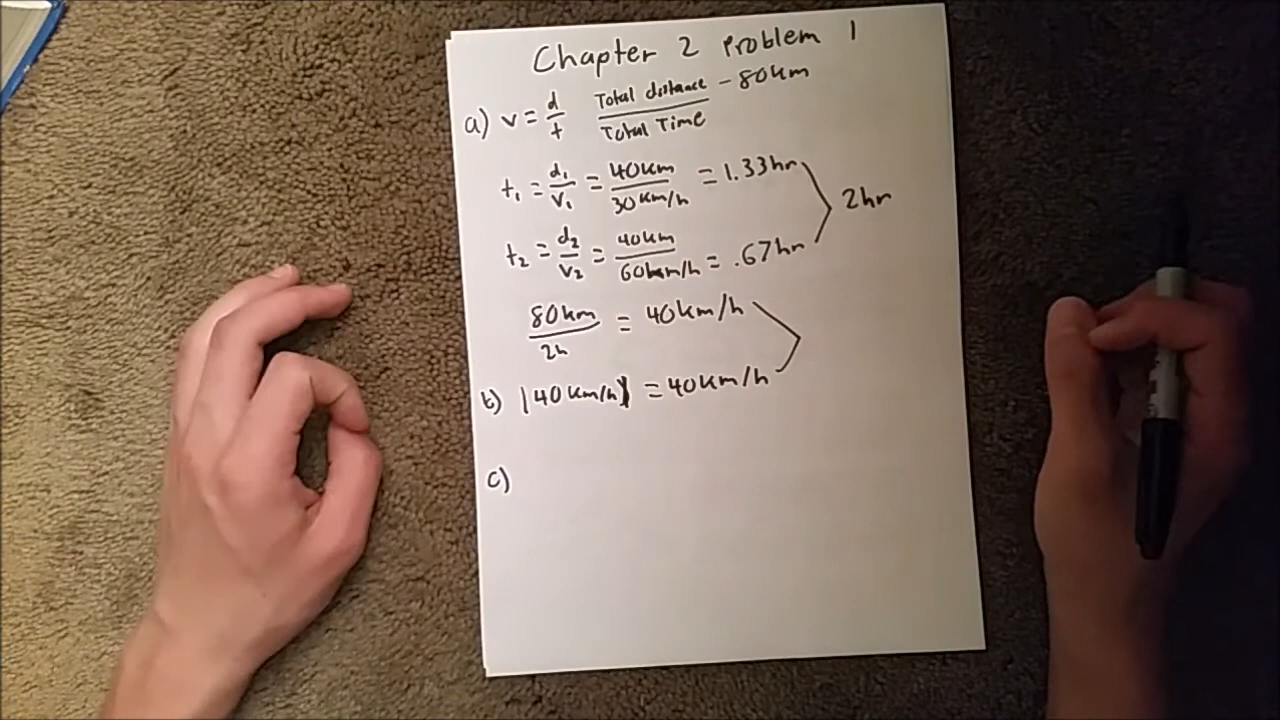 Chapter 2 Problem 1
a) v = d/t Total distance/Total Time - 80km
t₁ = d₁/v₁ = 40km/30km/h = 1.33hr
2hr
t₂ = d₂/v₂ = 40km/60km/h = .67hr
80km/2h = 40km/h
b) |40km/h| = 40km/h
c)